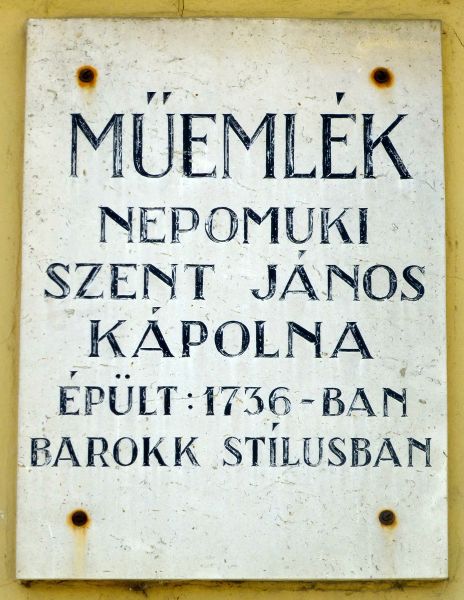 MŰEMLÉK
NEPOMUKI
SZENT JÁNOS
KÁPOLNA
ÉPÜLT: 1736-BAN
BAROKK STÍLUSBAN